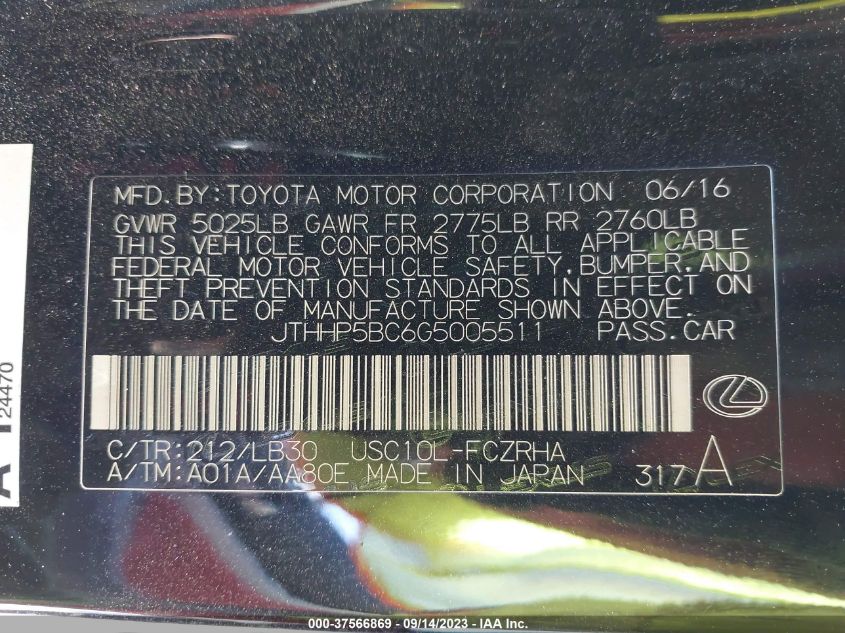 MFD.BY:TOYOTA MOTOR CORPORATION 06/16
GVWR 5025LB GAWR FR 2775LB RR 2760LB
THIS VEHICLE CONFORMS TO ALL APPLICABLE
FEDERAL MOTOR VEHICLE SAFETY,BUMPER,AND
THEFT PREVENTION STANDARDS IN EFFECT ON
THE DATE OF MANUFACTURE SHOWN ABOVE.
JTHHP5BC6G5005511 PASS.CAR
C/TR:212/LB30 USC10L-FCZRHA
A/TM:A01A/AA80E MADE IN JAPAN 317A
24470
000-37566869 - 09/14/2023 - © IAA Inc.